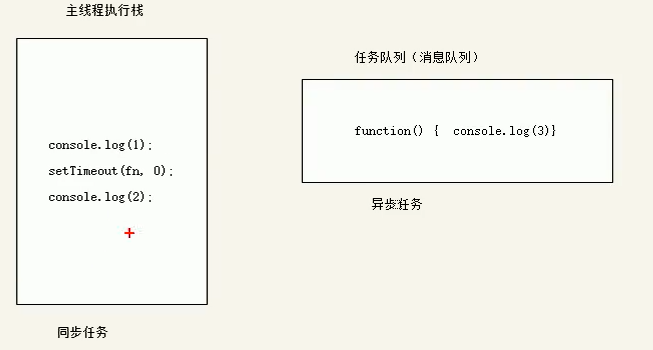 主线程执行栈
console.log(1);
setTimeout(fn, 0);
console.log(2);
同步任务
任务队列（消息队列）
function() {  console.log(3)}
异步任务